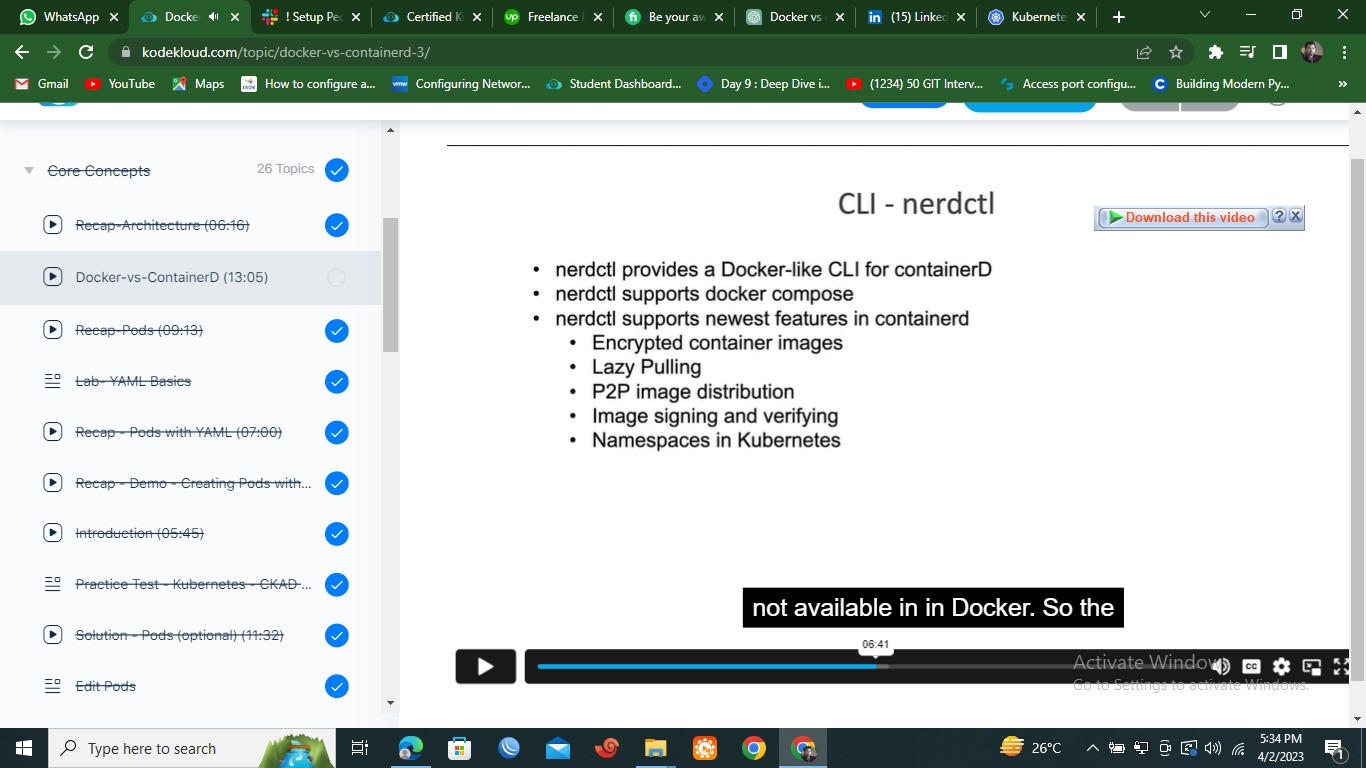 WhatsApp
Docke
! Setup Pec
Certified K
Freelance
Be your aw
Docker vs
(15) Linked
Kubernete
kodekloud.com/topic/docker-vs-containerd-3/
Gmail
YouTube
Maps
How to configure a...
Configuring Networ...
Student Dashboard...
Day 9 : Deep Dive i...
(1234) 50 GIT Interv...
Access port configu...
Building Modern Py...
»
Core Concepts
26 Topics
Recap-Architecture (06:16)
Docker-vs-ContainerD (13:05)
Recap-Pods (09:13)
Lab- YAML Basics
Recap - Pods with YAML (07:00)
Recap - Demo - Creating Pods with...
Introduction (05:45)
Practice Test - Kubernetes - CKAD ...
Solution - Pods (optional) (11:32)
Edit Pods
CLI - nerdctl
Download this video
?
X
• nerdctl provides a Docker-like CLI for containerD
• nerdctl supports docker compose
• nerdctl supports newest features in containerd
• Encrypted container images
• Lazy Pulling
• P2P image distribution
• Image signing and verifying
• Namespaces in Kubernetes
not available in in Docker. So the
06:41
CC
Activate Windows
Go to Settings to activate Windows.
Type here to search
26°C
5:34 PM
4/2/2023
1